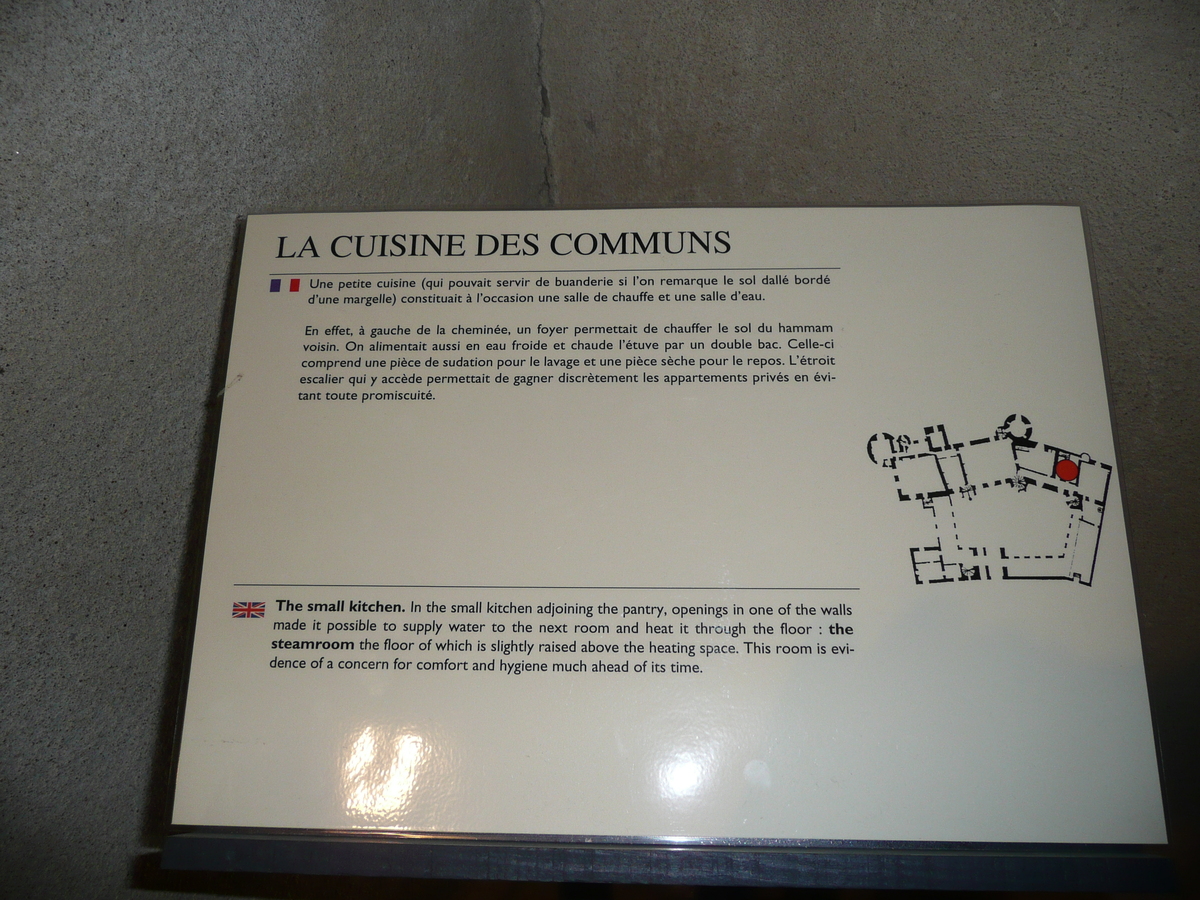 LA CUISINE DES COMMUNS
Une petite cuisine (qui pouvait servir de buanderie si l'on remarque le sol dallé bordé
d'une margelle) constituait à l'occasion une salle de chauffe et une salle d'eau.
En effet, à gauche de la cheminée, un foyer permettait de chauffer le sol du hammam
voisin. On alimentait aussi en eau froide et chaude l'étuve par un double bac. Celle-ci
comprend une pièce de sudation pour le lavage et une pièce sèche pour le repos. L'étroit
escalier qui y accède permettait de gagner discrètement les appartements privés en évi-
tant toute promiscuité.
The small kitchen. In the small kitchen adjoining the pantry, openings in one of the walls
made it possible to supply water to the next room and heat it through the floor : the
steamroom the floor of which is slightly raised above the heating space. This room is evi-
dence of a concern for comfort and hygiene much ahead of its time.